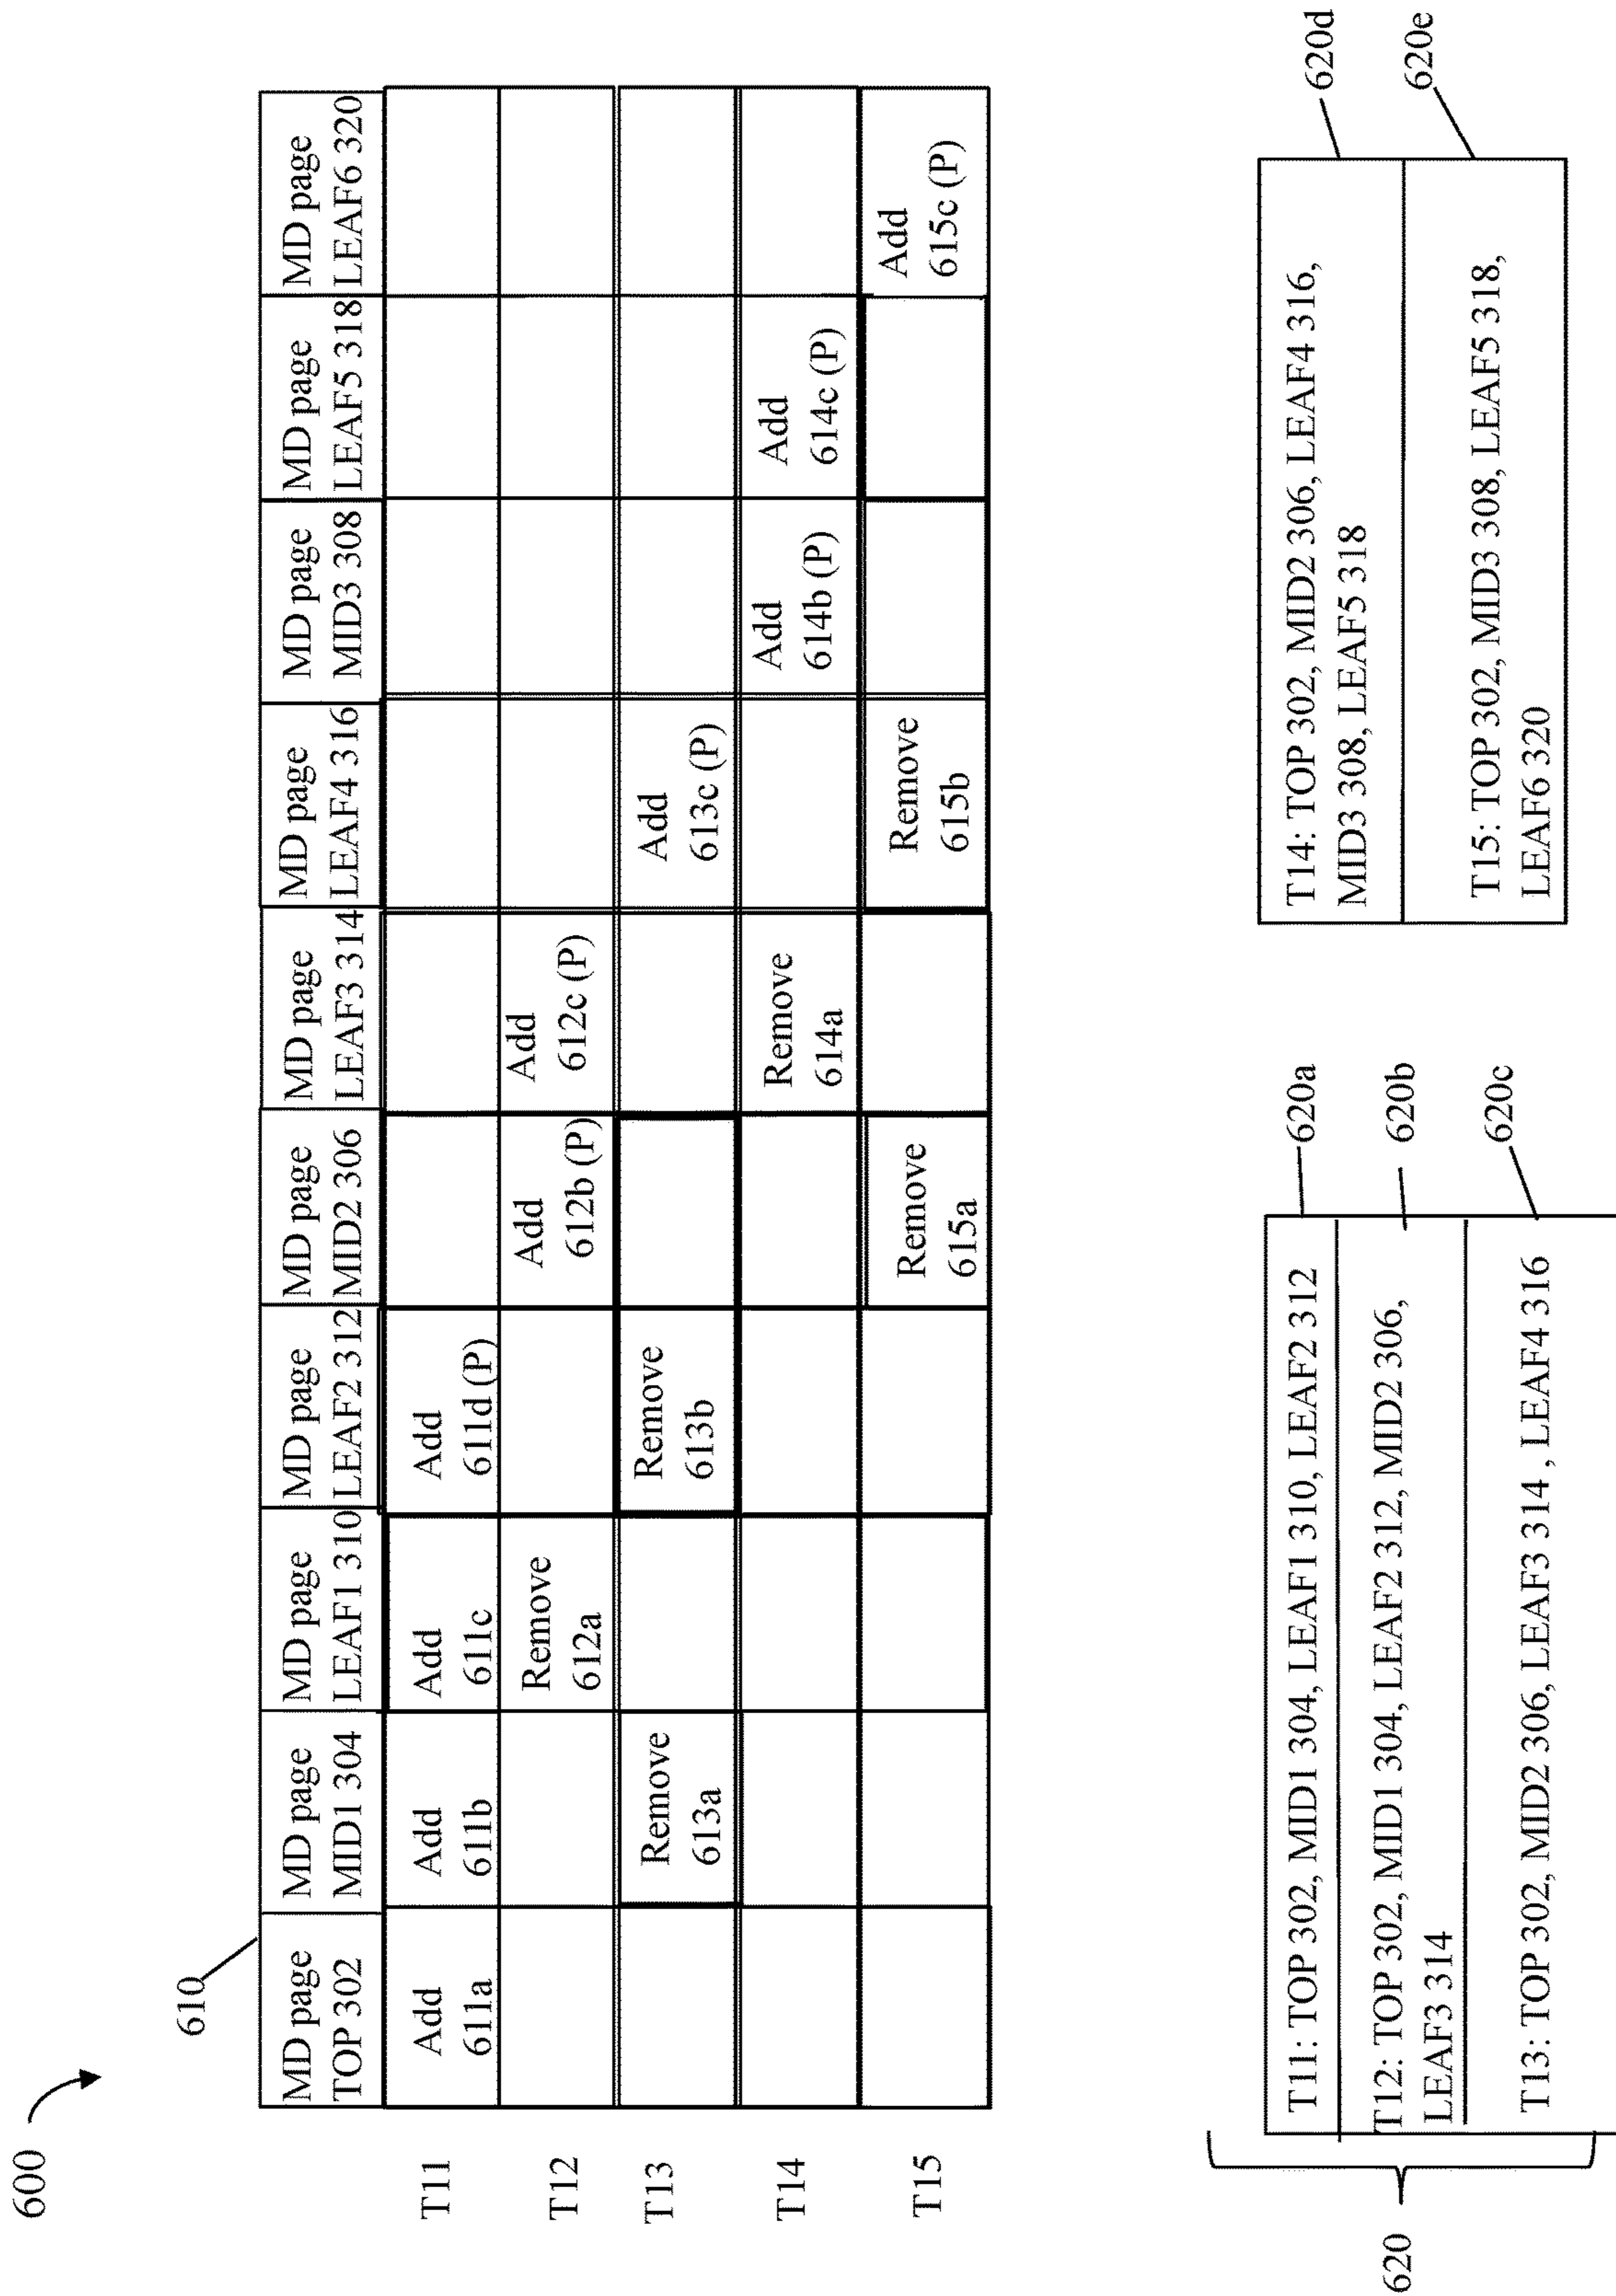 600
610
MD page
TOP 302
MD page
MID1 304
MD page
LEAF1 310
MD page
LEAF2 312
MD page
MID2 306
MD page
LEAF3 314
MD page
LEAF4 316
MD page
MID3 308
MD page
LEAF5 318
MD page
LEAF6 320
T11
Add
611a
Add
611b
Add
611c
Add
611d (P)
T12
Remove
612a
Add
612b (P)
Add
612c (P)
T13
Remove
613a
Remove
613b
Add
613c (P)
T14
Remove
614a
Add
614b (P)
Add
614c (P)
T15
Remove
615a
Remove
615b
Add
615c (P)
620
T11: TOP 302, MID1 304, LEAF1 310, LEAF2 312
620a
T12: TOP 302, MID1 304, LEAF2 312, MID2 306,
LEAF3 314
620b
T13: TOP 302, MID2 306, LEAF3 314 , LEAF4 316
620c
T14: TOP 302, MID2 306, LEAF4 316,
MID3 308, LEAF5 318
620d
T15: TOP 302, MID3 308, LEAF5 318,
LEAF6 320
620e